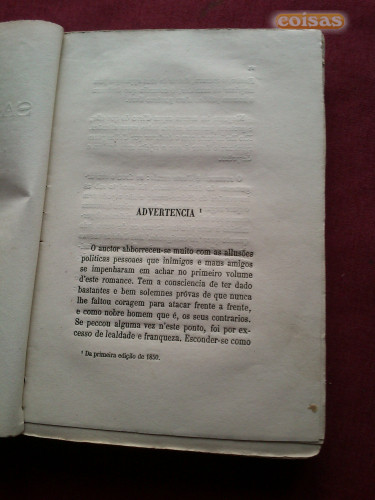 coisas
ADVERTENCIA ¹
O auctor abborreceu-se muito com as allusões
politicas pessoaes que inimigos e maus amigos
se impenharam em achar no primeiro volume
d'este romance. Tem a consciencia de ter dado
bastantes e bem solemnes próvas de que nunca
lhe faltou coragem para atacar frente a frente,
e como nobre homem que é, os seus contrarios.
Se peccou alguma vez n'este ponto, foi por ex-
cesso de lealdade e franqueza. Esconder-se como
¹ Da primeira edição de 1850.